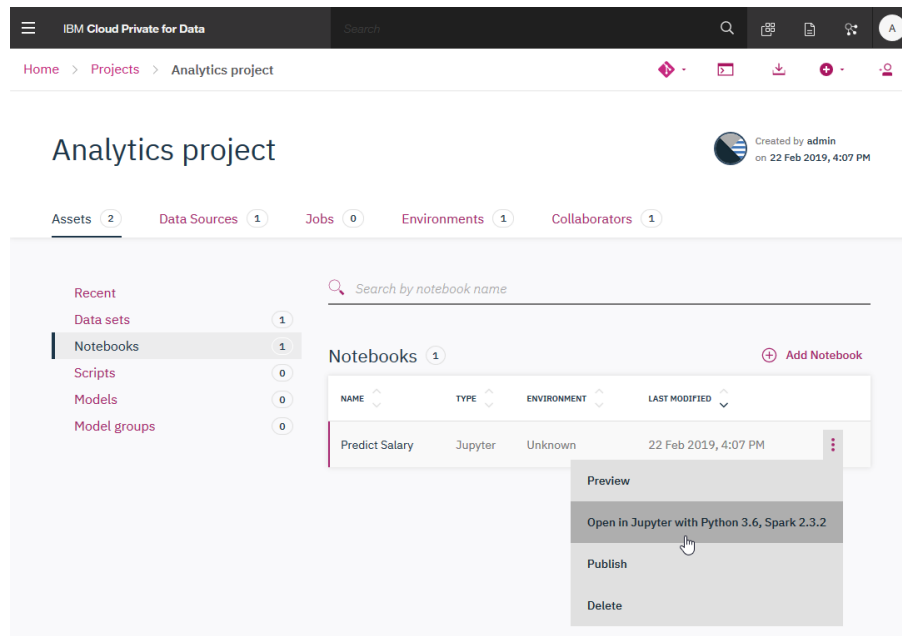 IBM Cloud Private for Data
Search
A
Home > Projects > Analytics project
Analytics project
Created by admin
on 22 Feb 2019, 4:07 PM
Assets 2 Data Sources 1 Jobs 0 Environments 1 Collaborators 1
Recent
Data sets 1
Notebooks 1
Scripts 0
Models 0
Model groups 0
Search by notebook name
Notebooks 1
Add Notebook
NAME TYPE ENVIRONMENT LAST MODIFIED
Predict Salary Jupyter Unknown 22 Feb 2019, 4:07 PM
Preview
Open in Jupyter with Python 3.6, Spark 2.3.2
Publish
Delete